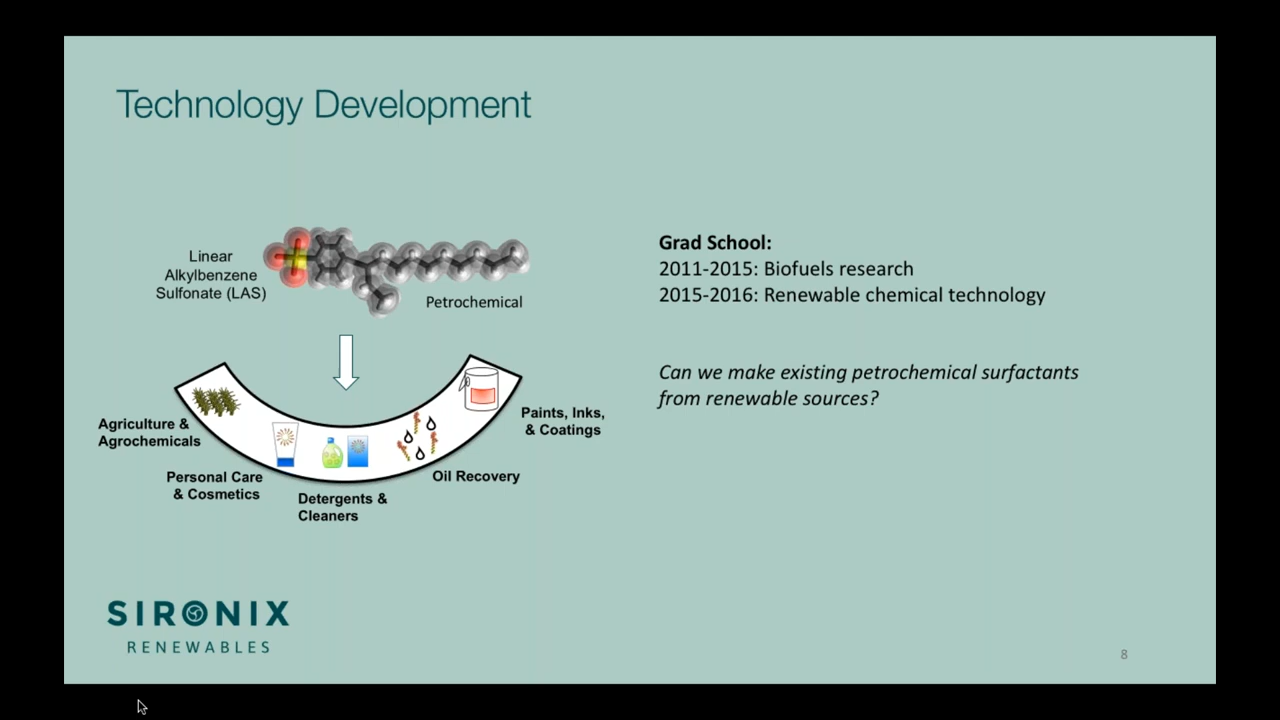 Technology Development
Linear
Alkylbenzene
Sulfonate (LAS)
Petrochemical
Agriculture &
Agrochemicals
Personal Care
& Cosmetics
Detergents &
Cleaners
Oil Recovery
Paints, Inks,
& Coatings
Grad School:
2011-2015: Biofuels research
2015-2016: Renewable chemical technology
Can we make existing petrochemical surfactants
from renewable sources?
SIRONIX
RENEWABLES
8